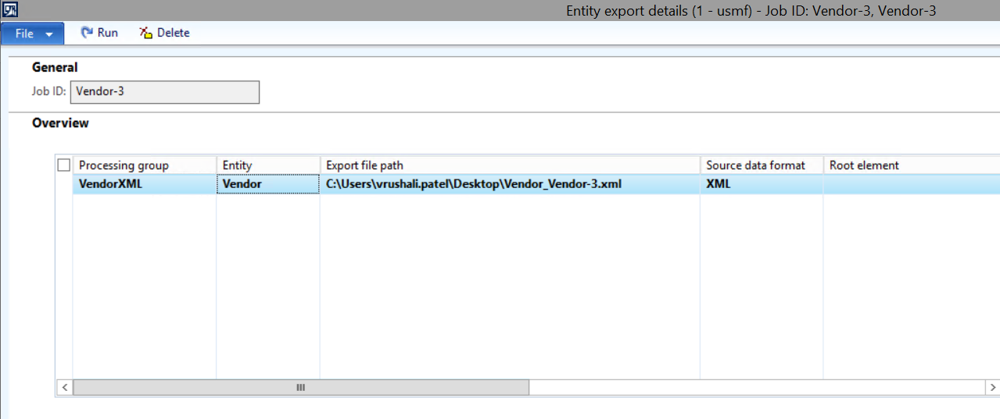 Entity export details (1 - usmf) - Job ID: Vendor-3, Vendor-3
File Run Delete
General
Job ID: Vendor-3
Overview
Processing group Entity Export file path Source data format Root element
VendorXML Vendor C:\Users\vrushali.patel\Desktop\Vendor_Vendor-3.xml XML